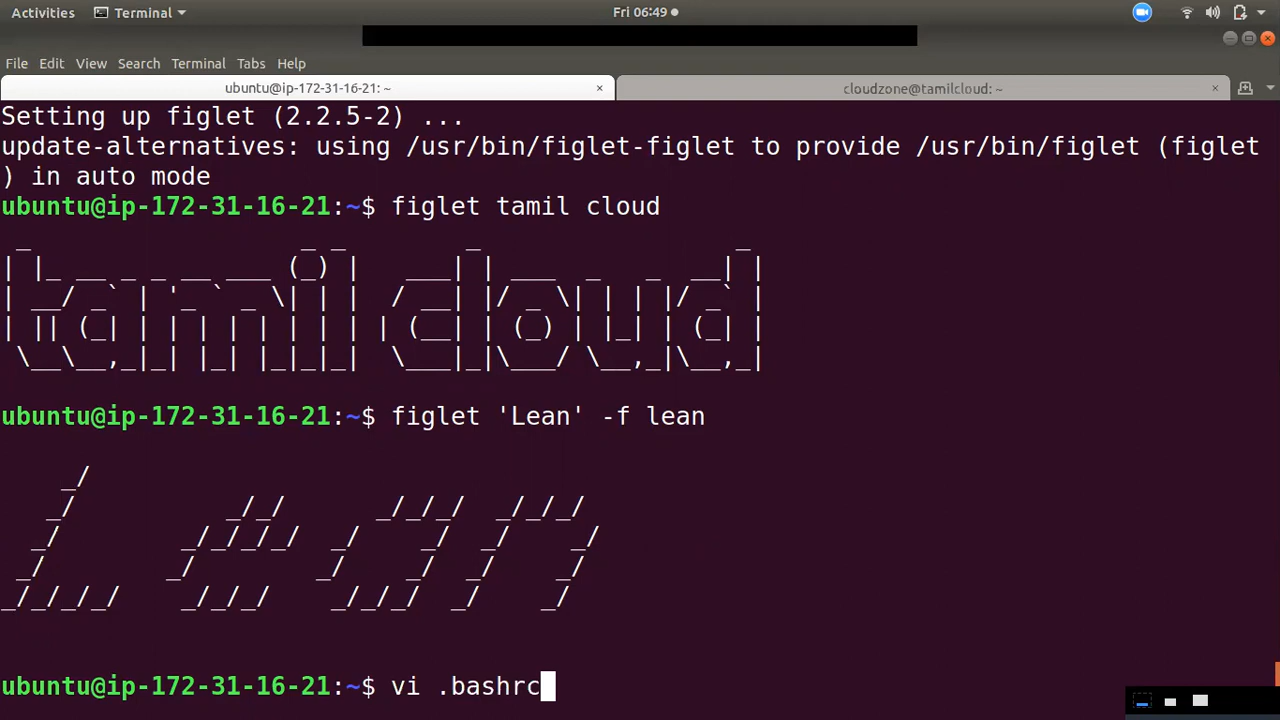 Activities Terminal Fri 06:49
File Edit View Search Terminal Tabs Help
ubuntu@ip-172-31-16-21: ~ × cloudzone@tamilcloud: ~ ×
Setting up figlet (2.2.5-2) ...
update-alternatives: using /usr/bin/figlet-figlet to provide /usr/bin/figlet (figlet
) in auto mode
ubuntu@ip-172-31-16-21:~$ figlet tamil cloud
tamil cloud
ubuntu@ip-172-31-16-21:~$ figlet 'Lean' -f lean
Lean
ubuntu@ip-172-31-16-21:~$ vi .bashrc